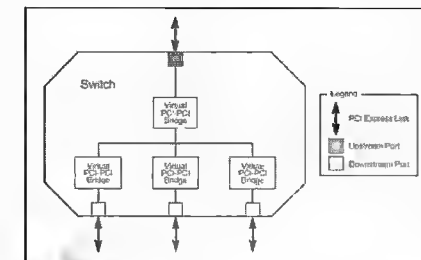 Switch
Virtual
PCI-PCI
Bridge
Virtual
PCI-PCI
Bridge
Virtual
PCI-PCI
Bridge
Virtual
PCI-PCI
Bridge
Legend
PCI Express Link
Upstream Port
Downstream Port